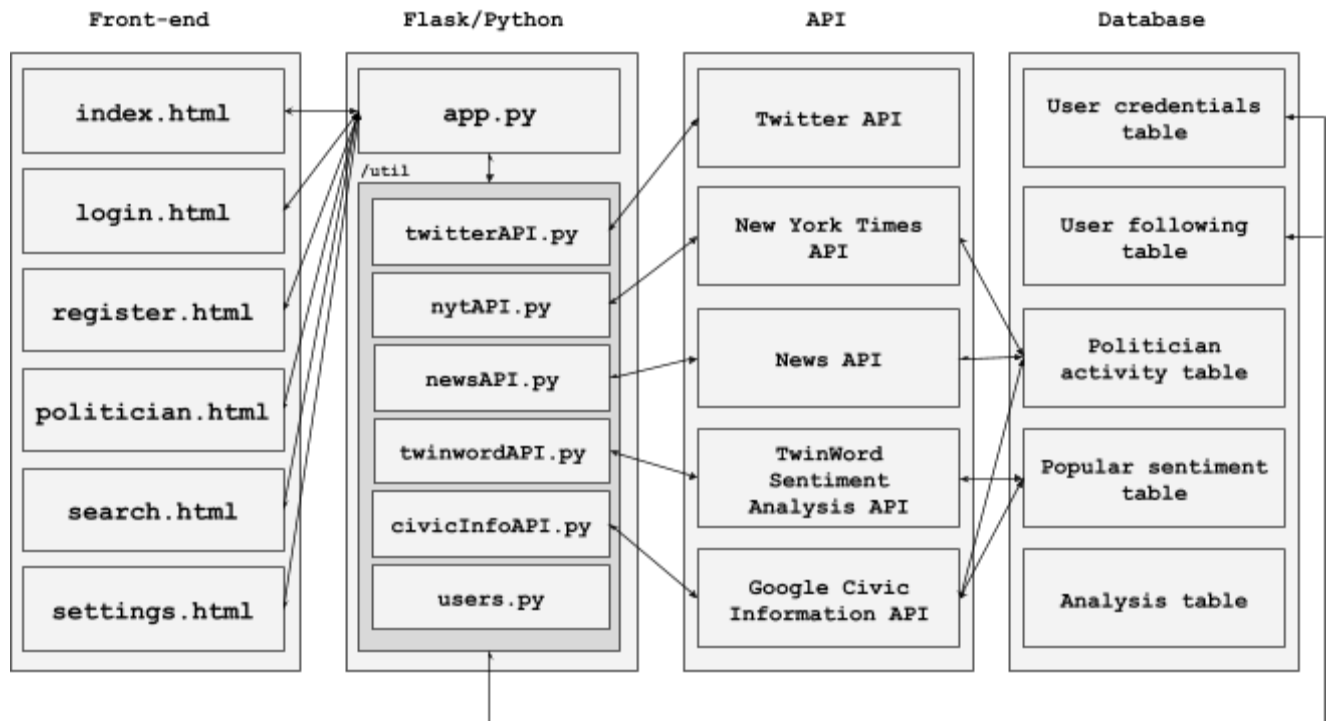 Front-end
index.html
login.html
register.html
politician.html
search.html
settings.html
Flask/Python
app.py
/util
twitterAPI.py
nytAPI.py
newsAPI.py
twinwordAPI.py
civicInfoAPI.py
users.py
API
Twitter API
New York Times
API
News API
TwinWord
Sentiment
Analysis API
Google Civic
Information API
Database
User credentials
table
User following
table
Politician
activity table
Popular sentiment
table
Analysis table